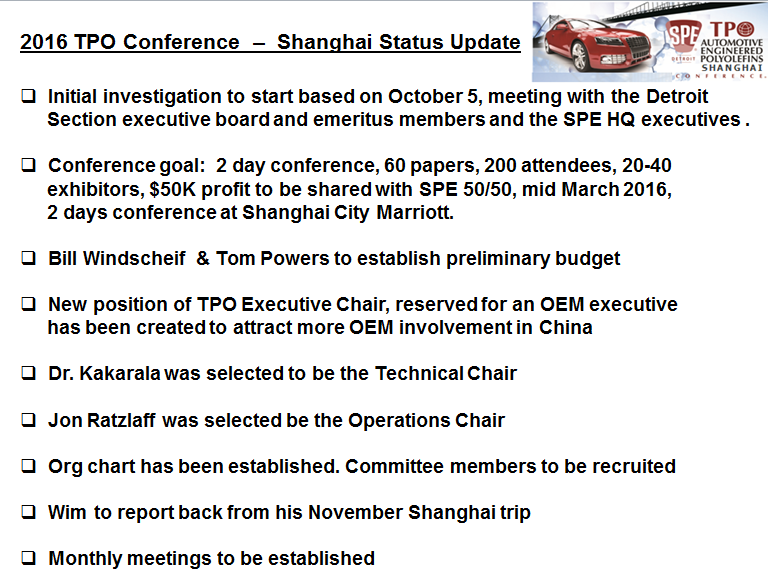 2016 TPO Conference – Shanghai Status Update
SPE
DETROIT
TPO
AUTOMOTIVE
ENGINEERED
POLYOLEFINS
SHANGHAI
CONFERENCE
❑ Initial investigation to start based on October 5, meeting with the Detroit
Section executive board and emeritus members and the SPE HQ executives .
❑ Conference goal: 2 day conference, 60 papers, 200 attendees, 20-40
exhibitors, $50K profit to be shared with SPE 50/50, mid March 2016,
2 days conference at Shanghai City Marriott.
❑ Bill Windscheif & Tom Powers to establish preliminary budget
❑ New position of TPO Executive Chair, reserved for an OEM executive
has been created to attract more OEM involvement in China
❑ Dr. Kakarala was selected to be the Technical Chair
❑ Jon Ratzlaff was selected be the Operations Chair
❑ Org chart has been established. Committee members to be recruited
❑ Wim to report back from his November Shanghai trip
❑ Monthly meetings to be established